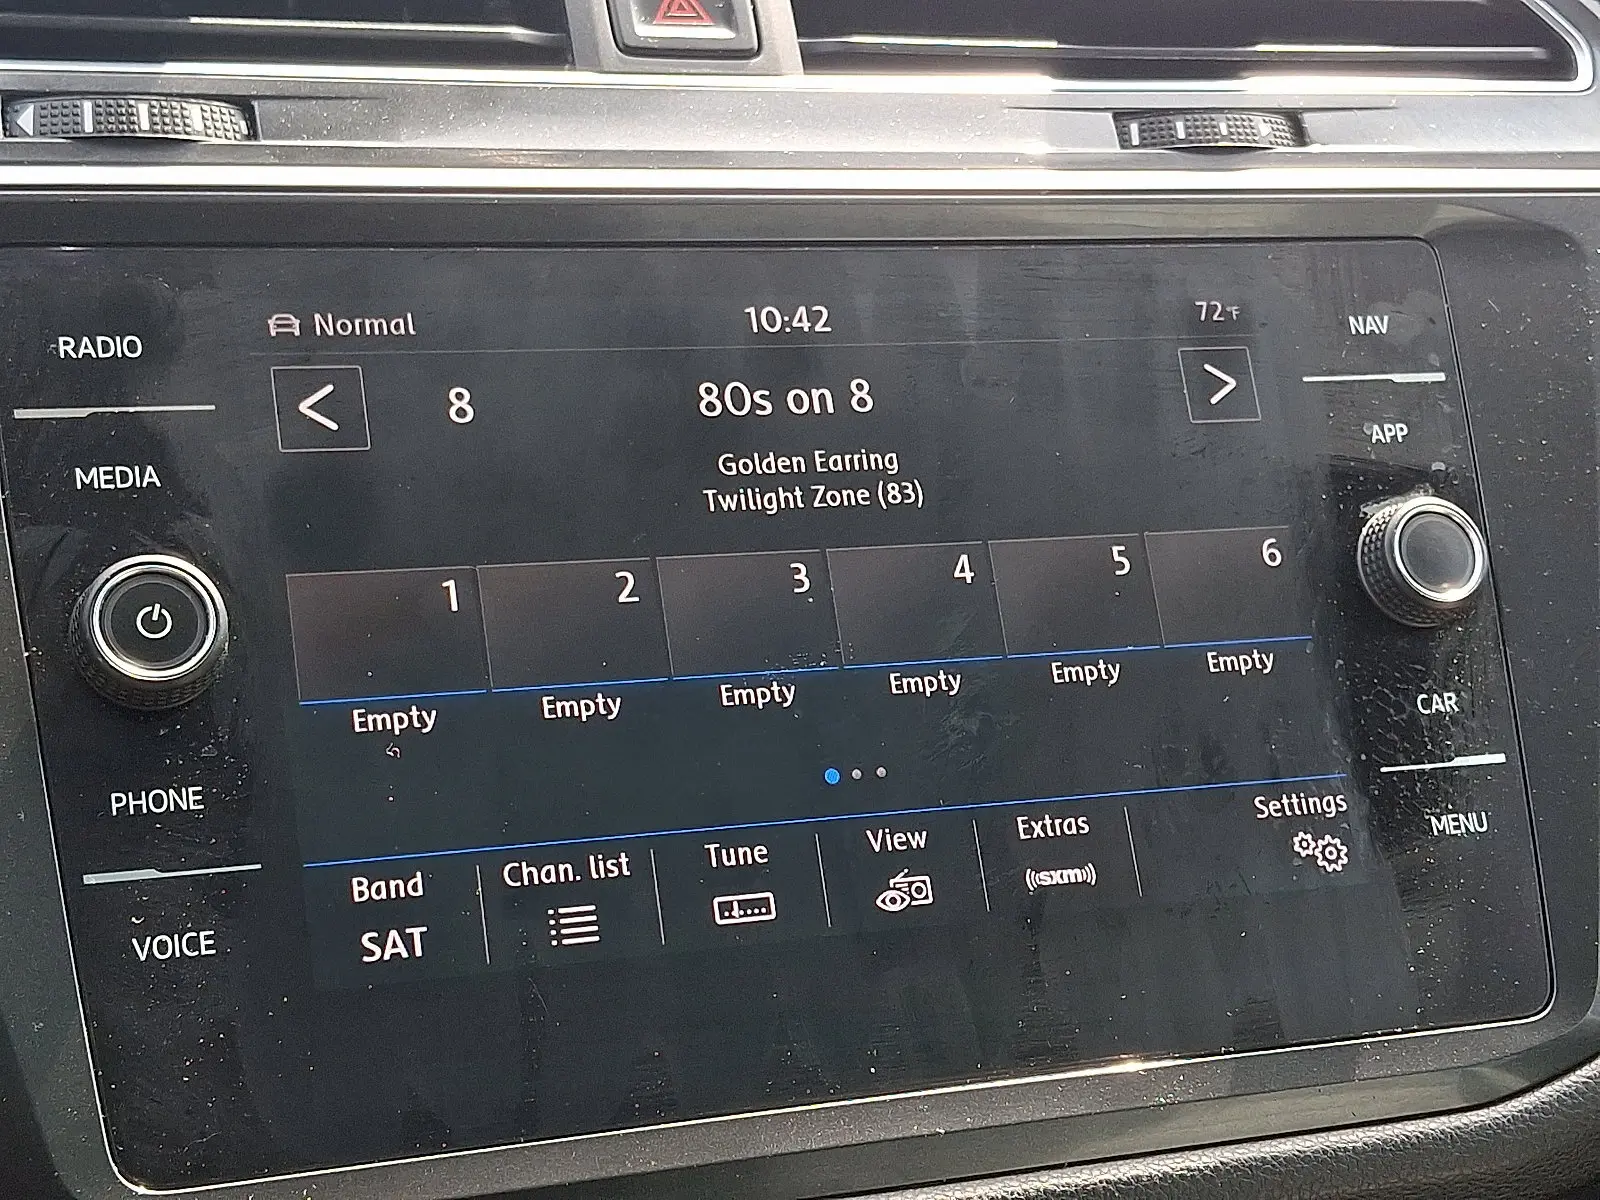 RADIO
MEDIA
PHONE
VOICE
Normal
10:42
72°F
8
80s on 8
Golden Earring
Twilight Zone (83)
1
2
3
4
5
6
Empty
Empty
Empty
Empty
Empty
Empty
Band
SAT
Chan. list
Tune
View
Extras
((sxm))
Settings
NAV
APP
CAR
MENU